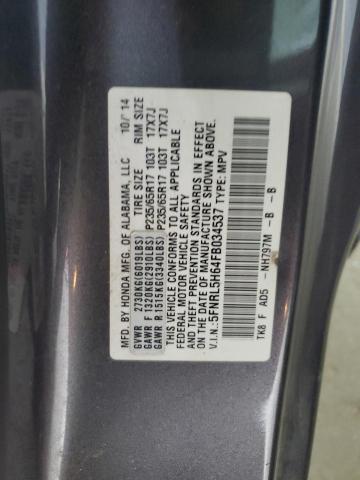 MFD. BY HONDA MFG. OF ALABAMA, LLC 10/ 14
GVWR 2730KG(6019LBS) TIRE SIZE RIM SIZE
GAWR F 1320KG(2910LBS) P235/65R17 103T 17X7J
GAWR R 1515KG(3340LBS) P235/65R17 103T 17X7J
THIS VEHICLE CONFORMS TO ALL APPLICABLE
FEDERAL MOTOR VEHICLE SAFETY
AND THEFT PREVENTION STANDARDS IN EFFECT
ON THE DATE OF MANUFACTURE SHOWN ABOVE.
V.I.N.: 5FNRL5H64FB034537 TYPE: MPV
TK8 F AD5 -NH797M -B -B